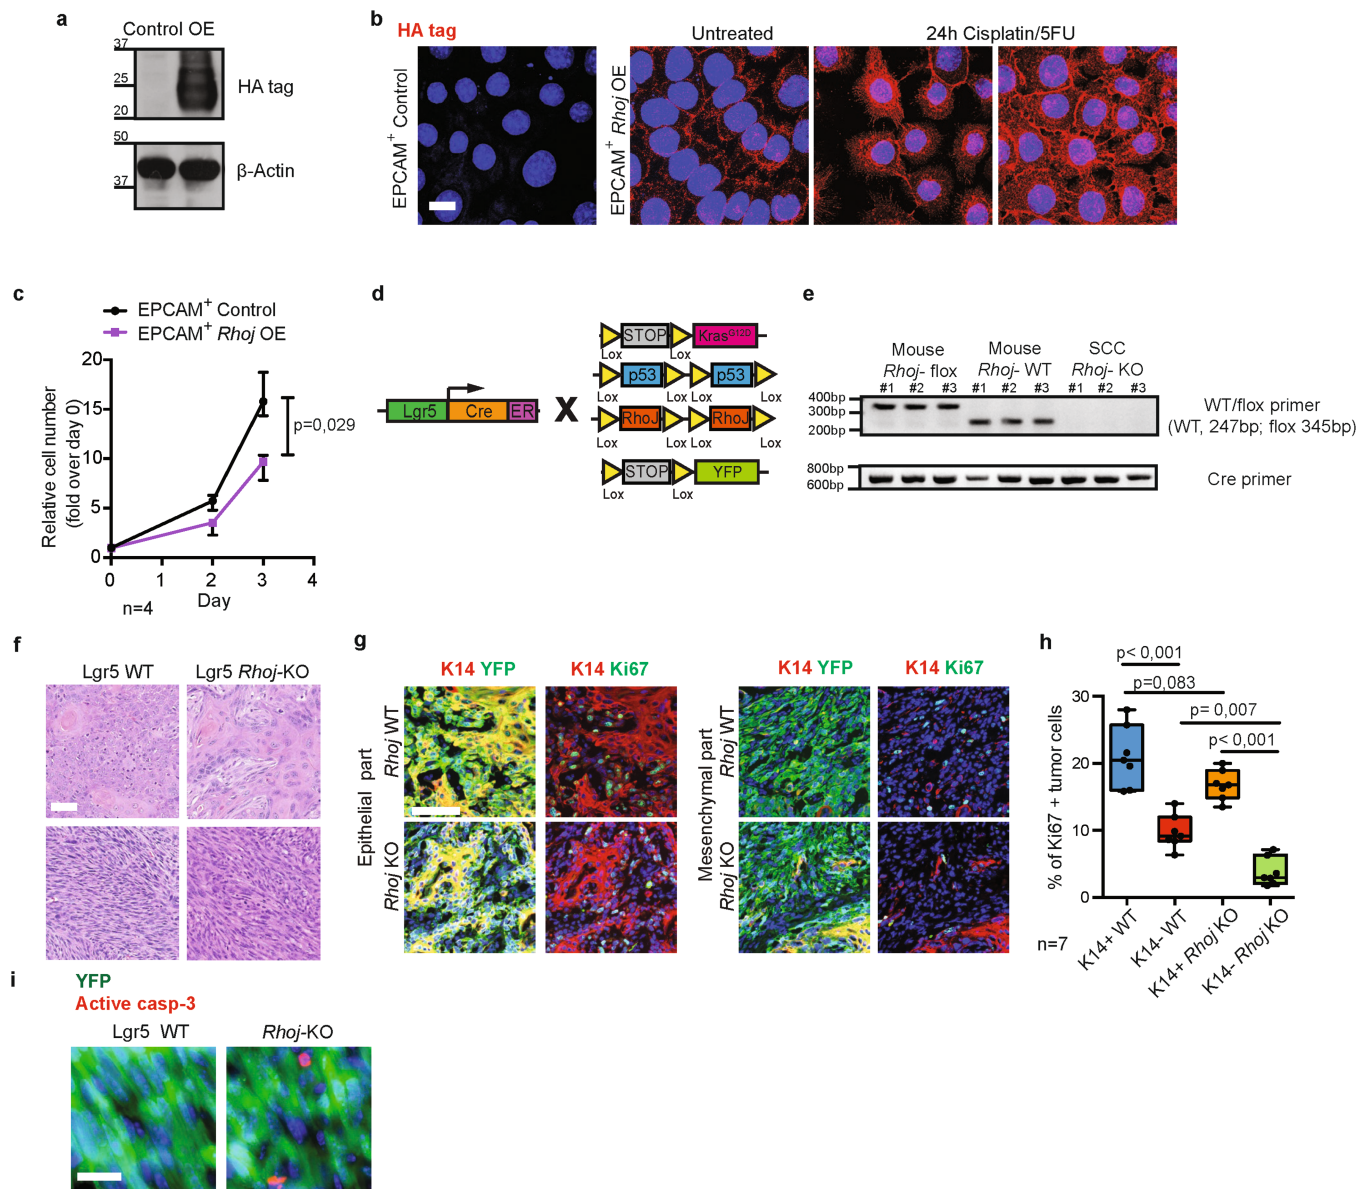 a
Control OE
37
25
20
HA tag
50
37
β-Actin
b
HA tag
Untreated
24h Cisplatin/5FU
EPCAM+ Control
EPCAM+ Rhoj OE
c
EPCAM+ Control
EPCAM+ Rhoj OE
Relative cell number
(fold over day 0)
20
15
10
5
0
0 1 2 3 4
Day
n=4
p=0,029
d
Lgr5 Cre ER
X
STOP KrasG12D
Lox Lox
p53 p53
Lox Lox Lox Lox
RhoJ RhoJ
Lox Lox Lox Lox
STOP YFP
Lox Lox
e
Mouse
Rhoj- flox
Mouse
Rhoj- WT
SCC
Rhoj- KO
#1 #2 #3 #1 #2 #3 #1 #2 #3
400bp
300bp
200bp
WT/flox primer
(WT, 247bp; flox 345bp)
800bp
600bp
Cre primer
f
Lgr5 WT
Lgr5 Rhoj-KO
g
K14 YFP
K14 Ki67
K14 YFP
K14 Ki67
Epithelial part
Rhoj WT
Rhoj KO
Mesenchymal part
Rhoj WT
Rhoj KO
h
p< 0,001
p=0,083
p= 0,007
p< 0,001
% of Ki67 + tumor cells
30
20
10
0
K14+ WT
K14- WT
K14+ Rhoj KO
K14- Rhoj KO
n=7
i
YFP
Active casp-3
Lgr5 WT
Rhoj-KO